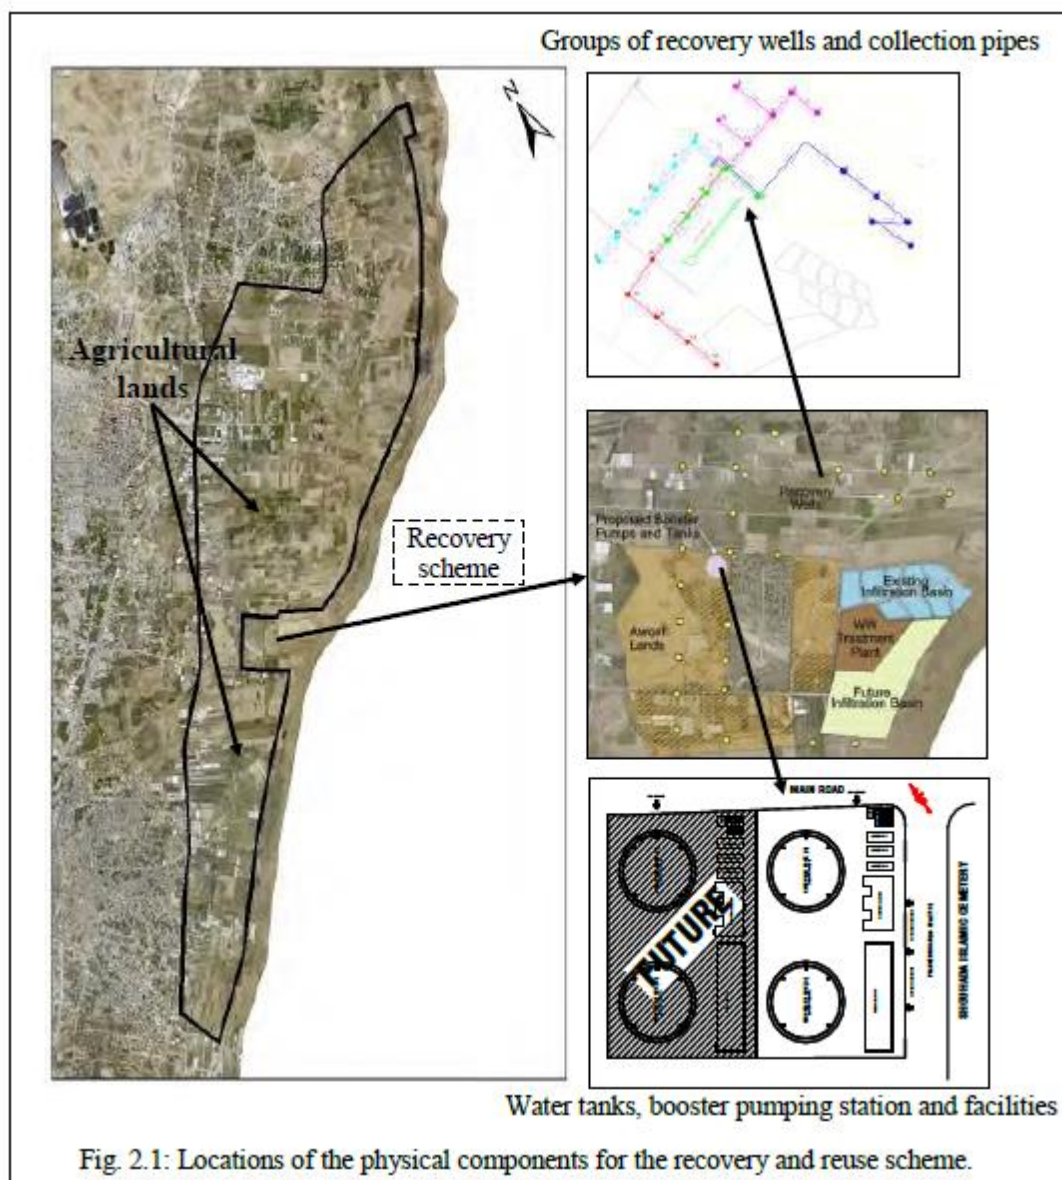 Groups of recovery wells and collection pipes
N
Agricultural
lands
Recovery
scheme
Recovery
Wells
Proposed Booster
Pumps and Tanks
Existing
Infiltration Basin
WW
Treatment
Plant
Lands
Future
Infiltration Basin
MAIN ROAD
FUTURE
SHOUHADA ISLAMIC CEMETERY
Water tanks, booster pumping station and facilities
Fig. 2.1: Locations of the physical components for the recovery and reuse scheme.